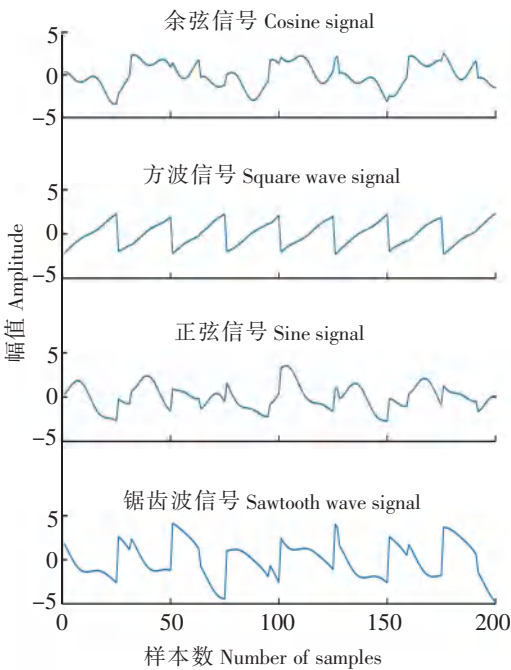 余弦信号 Cosine signal
5
0
−5
方波信号 Square wave signal
5
0
−5
幅值 Amplitude
正弦信号 Sine signal
5
0
−5
锯齿波信号 Sawtooth wave signal
5
0
−5
0 50 100 150 200
样本数 Number of samples